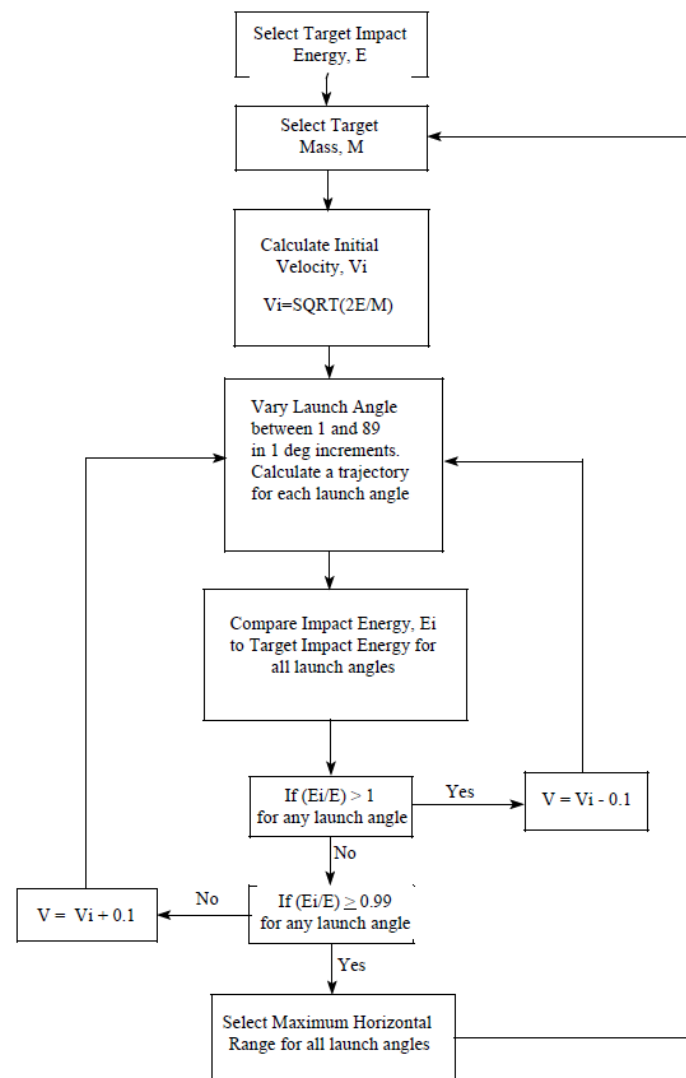 Select Target Impact
Energy, E
Select Target
Mass, M
Calculate Initial
Velocity, Vi
Vi=SQRT(2E/M)
Vary Launch Angle
between 1 and 89
in 1 deg increments.
Calculate a trajectory
for each launch angle
Compare Impact Energy, Ei
to Target Impact Energy for
all launch angles
If (Ei/E) > 1
for any launch angle
Yes
V = Vi - 0.1
No
If (Ei/E) ≥ 0.99
for any launch angle
No
V = Vi + 0.1
Yes
Select Maximum Horizontal
Range for all launch angles